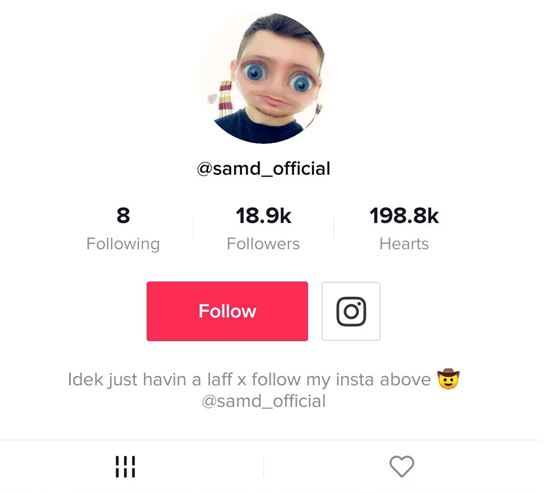 @samd_official
8 18.9k 198.8k
Following Followers Hearts
Follow
Idek just havin a laff x follow my insta above 🤠
@samd_official